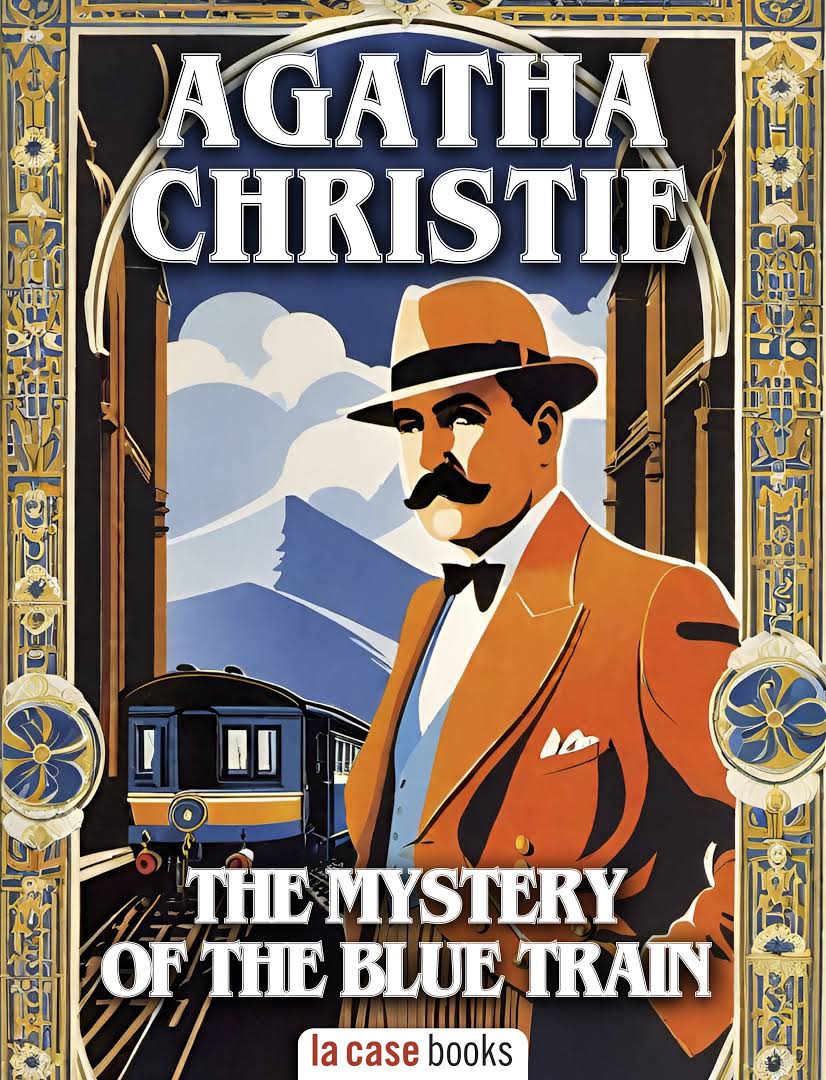 AGATHA
CHRISTIE
THE MYSTERY
OF THE BLUE TRAIN
la case books